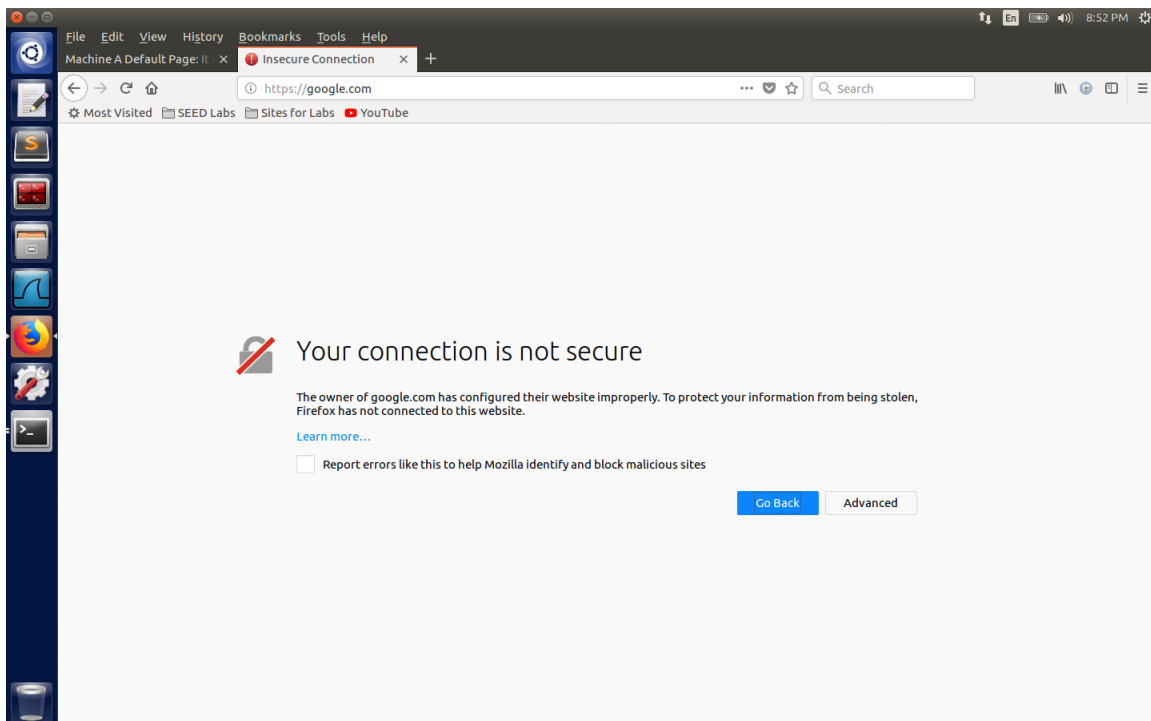 En 8:52 PM
File Edit View History Bookmarks Tools Help
Machine A Default Page: It Insecure Connection
https://google.com Search
Most Visited SEED Labs Sites for Labs YouTube
Your connection is not secure
The owner of google.com has configured their website improperly. To protect your information from being stolen,
Firefox has not connected to this website.
Learn more…
Report errors like this to help Mozilla identify and block malicious sites
Go Back Advanced